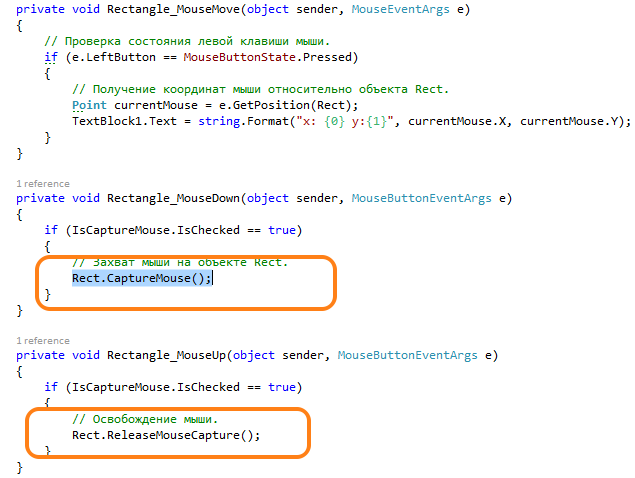 private void Rectangle_MouseMove(object sender, MouseEventArgs e)
{
// Проверка состояния левой клавиши мыши.
if (e.LeftButton == MouseButtonState.Pressed)
{
// Получение координат мыши относительно объекта Rect.
Point currentMouse = e.GetPosition(Rect);
TextBlock1.Text = string.Format("x: {0} y:{1}", currentMouse.X, currentMouse.Y);
}
}
1 reference
private void Rectangle_MouseDown(object sender, MouseButtonEventArgs e)
{
if (IsCaptureMouse.IsChecked == true)
{
// Захват мыши на объекте Rect.
Rect.CaptureMouse();
}
}
1 reference
private void Rectangle_MouseUp(object sender, MouseButtonEventArgs e)
{
if (IsCaptureMouse.IsChecked == true)
{
// Освобождение мыши.
Rect.ReleaseMouseCapture();
}
}